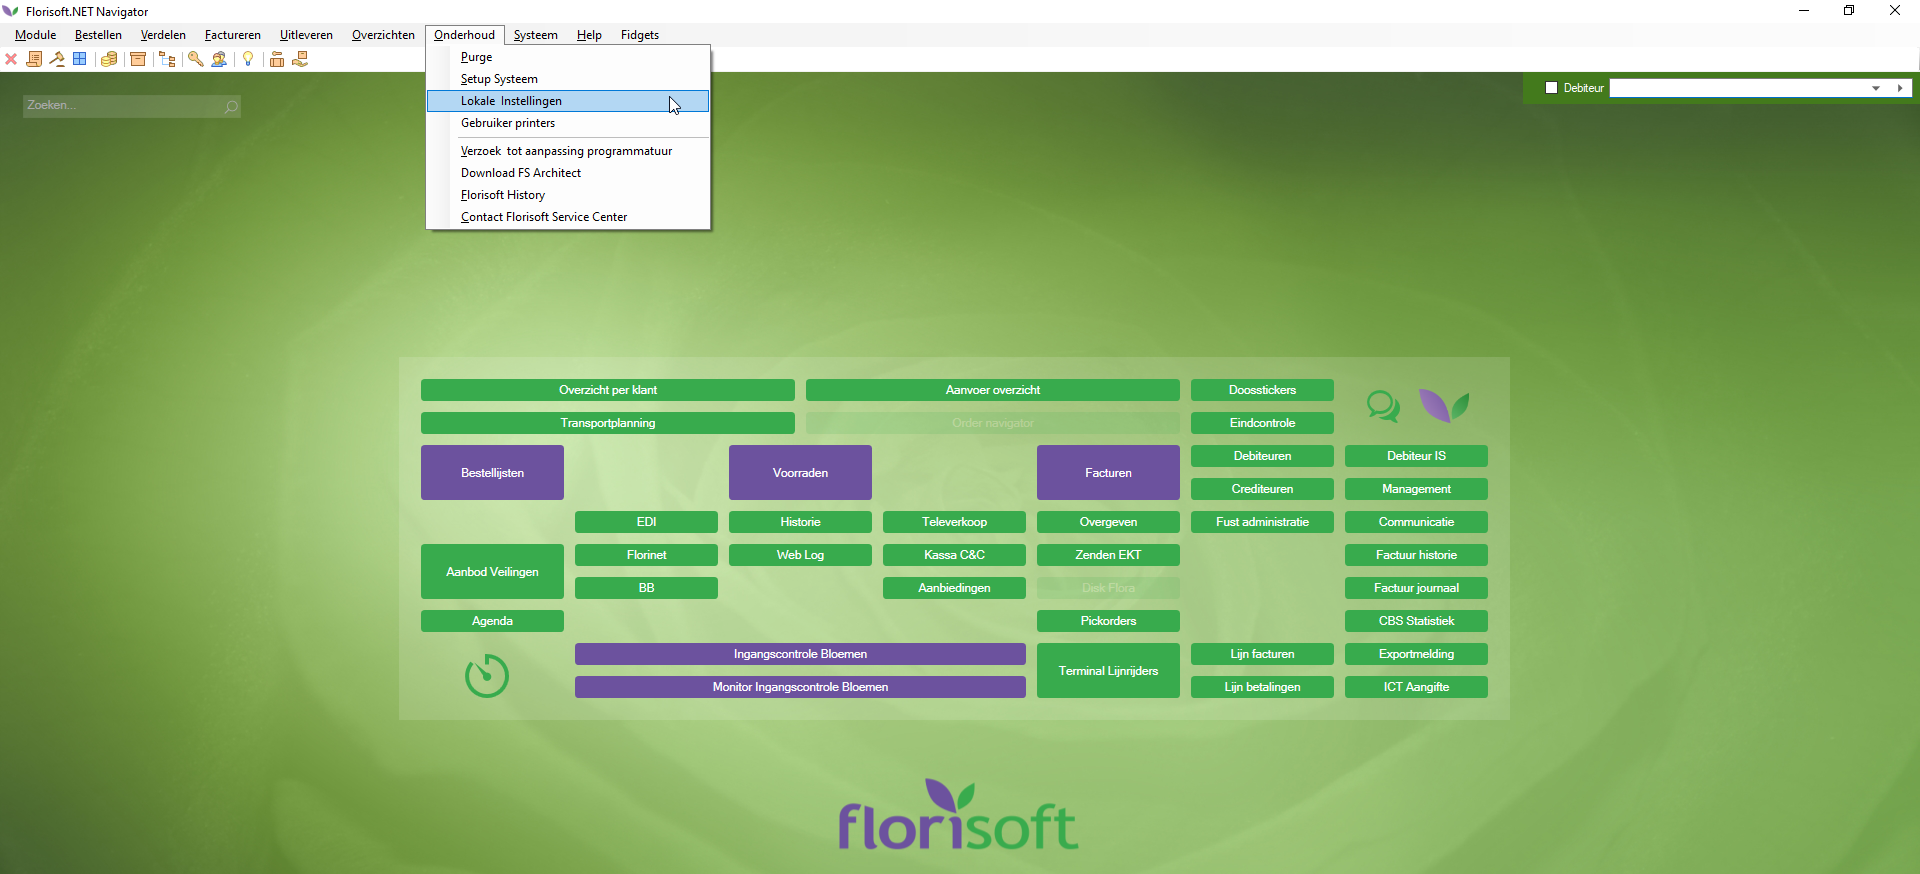 Florisoft.NET Navigator
Module Bestellen Verdelen Factureren Uitleveren Overzichten Onderhoud Systeem Help Fidgets
Purge
Setup Systeem
Lokale Instellingen
Gebruiker printers
Verzoek tot aanpassing programmatuur
Download FS Architect
Florisoft History
Contact Florisoft Service Center
Zoeken...
Debiteur
Overzicht per klant Aanvoer overzicht Doosstickers
Transportplanning Order navigator Eindcontrole
Bestellijsten Voorraden Facturen
Debiteuren Debiteur IS
Crediteuren Management
EDI Historie Televerkoop Overgeven Fust administratie Communicatie
Aanbod Veilingen
Florinet Web Log Kassa C&C Zenden EKT Factuur historie
BB Aanbiedingen Disk Flora Factuur journaal
Agenda Pickorders CBS Statistiek
Ingangscontrole Bloemen Terminal Lijnrijders Lijn facturen Exportmelding
Monitor Ingangscontrole Bloemen Lijn betalingen ICT Aangifte
florisoft